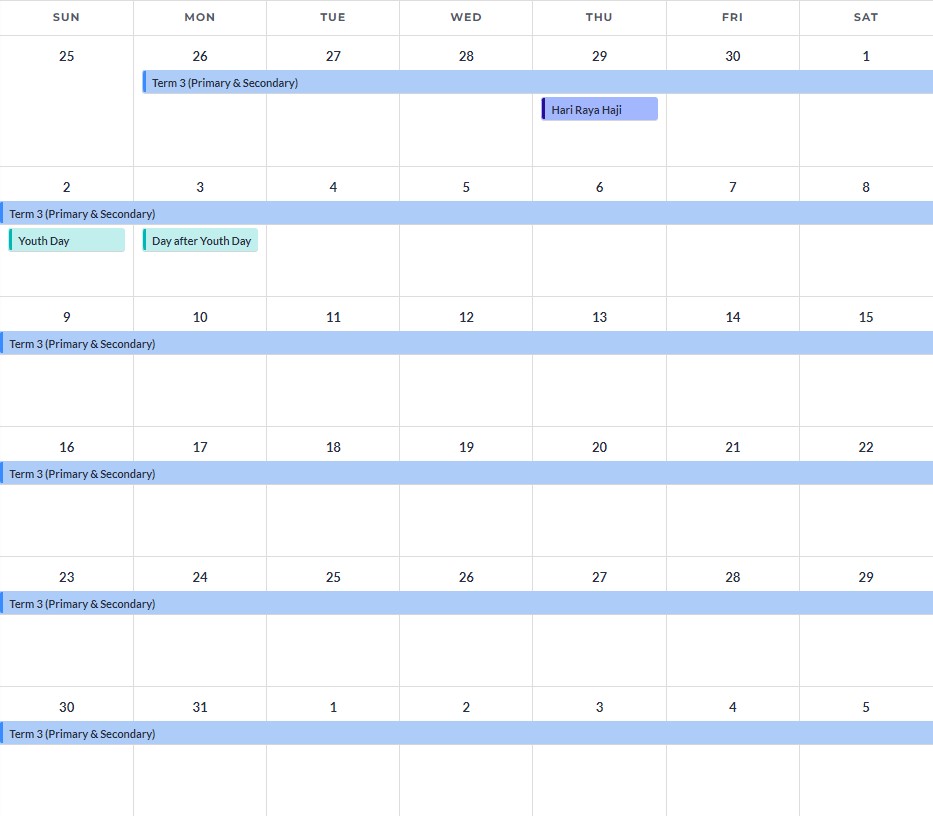 SUN MON TUE WED THU FRI SAT
25 26 27 28 29 30 1
Term 3 (Primary & Secondary)
Hari Raya Haji
2 3 4 5 6 7 8
Term 3 (Primary & Secondary)
Youth Day Day after Youth Day
9 10 11 12 13 14 15
Term 3 (Primary & Secondary)
16 17 18 19 20 21 22
Term 3 (Primary & Secondary)
23 24 25 26 27 28 29
Term 3 (Primary & Secondary)
30 31 1 2 3 4 5
Term 3 (Primary & Secondary)